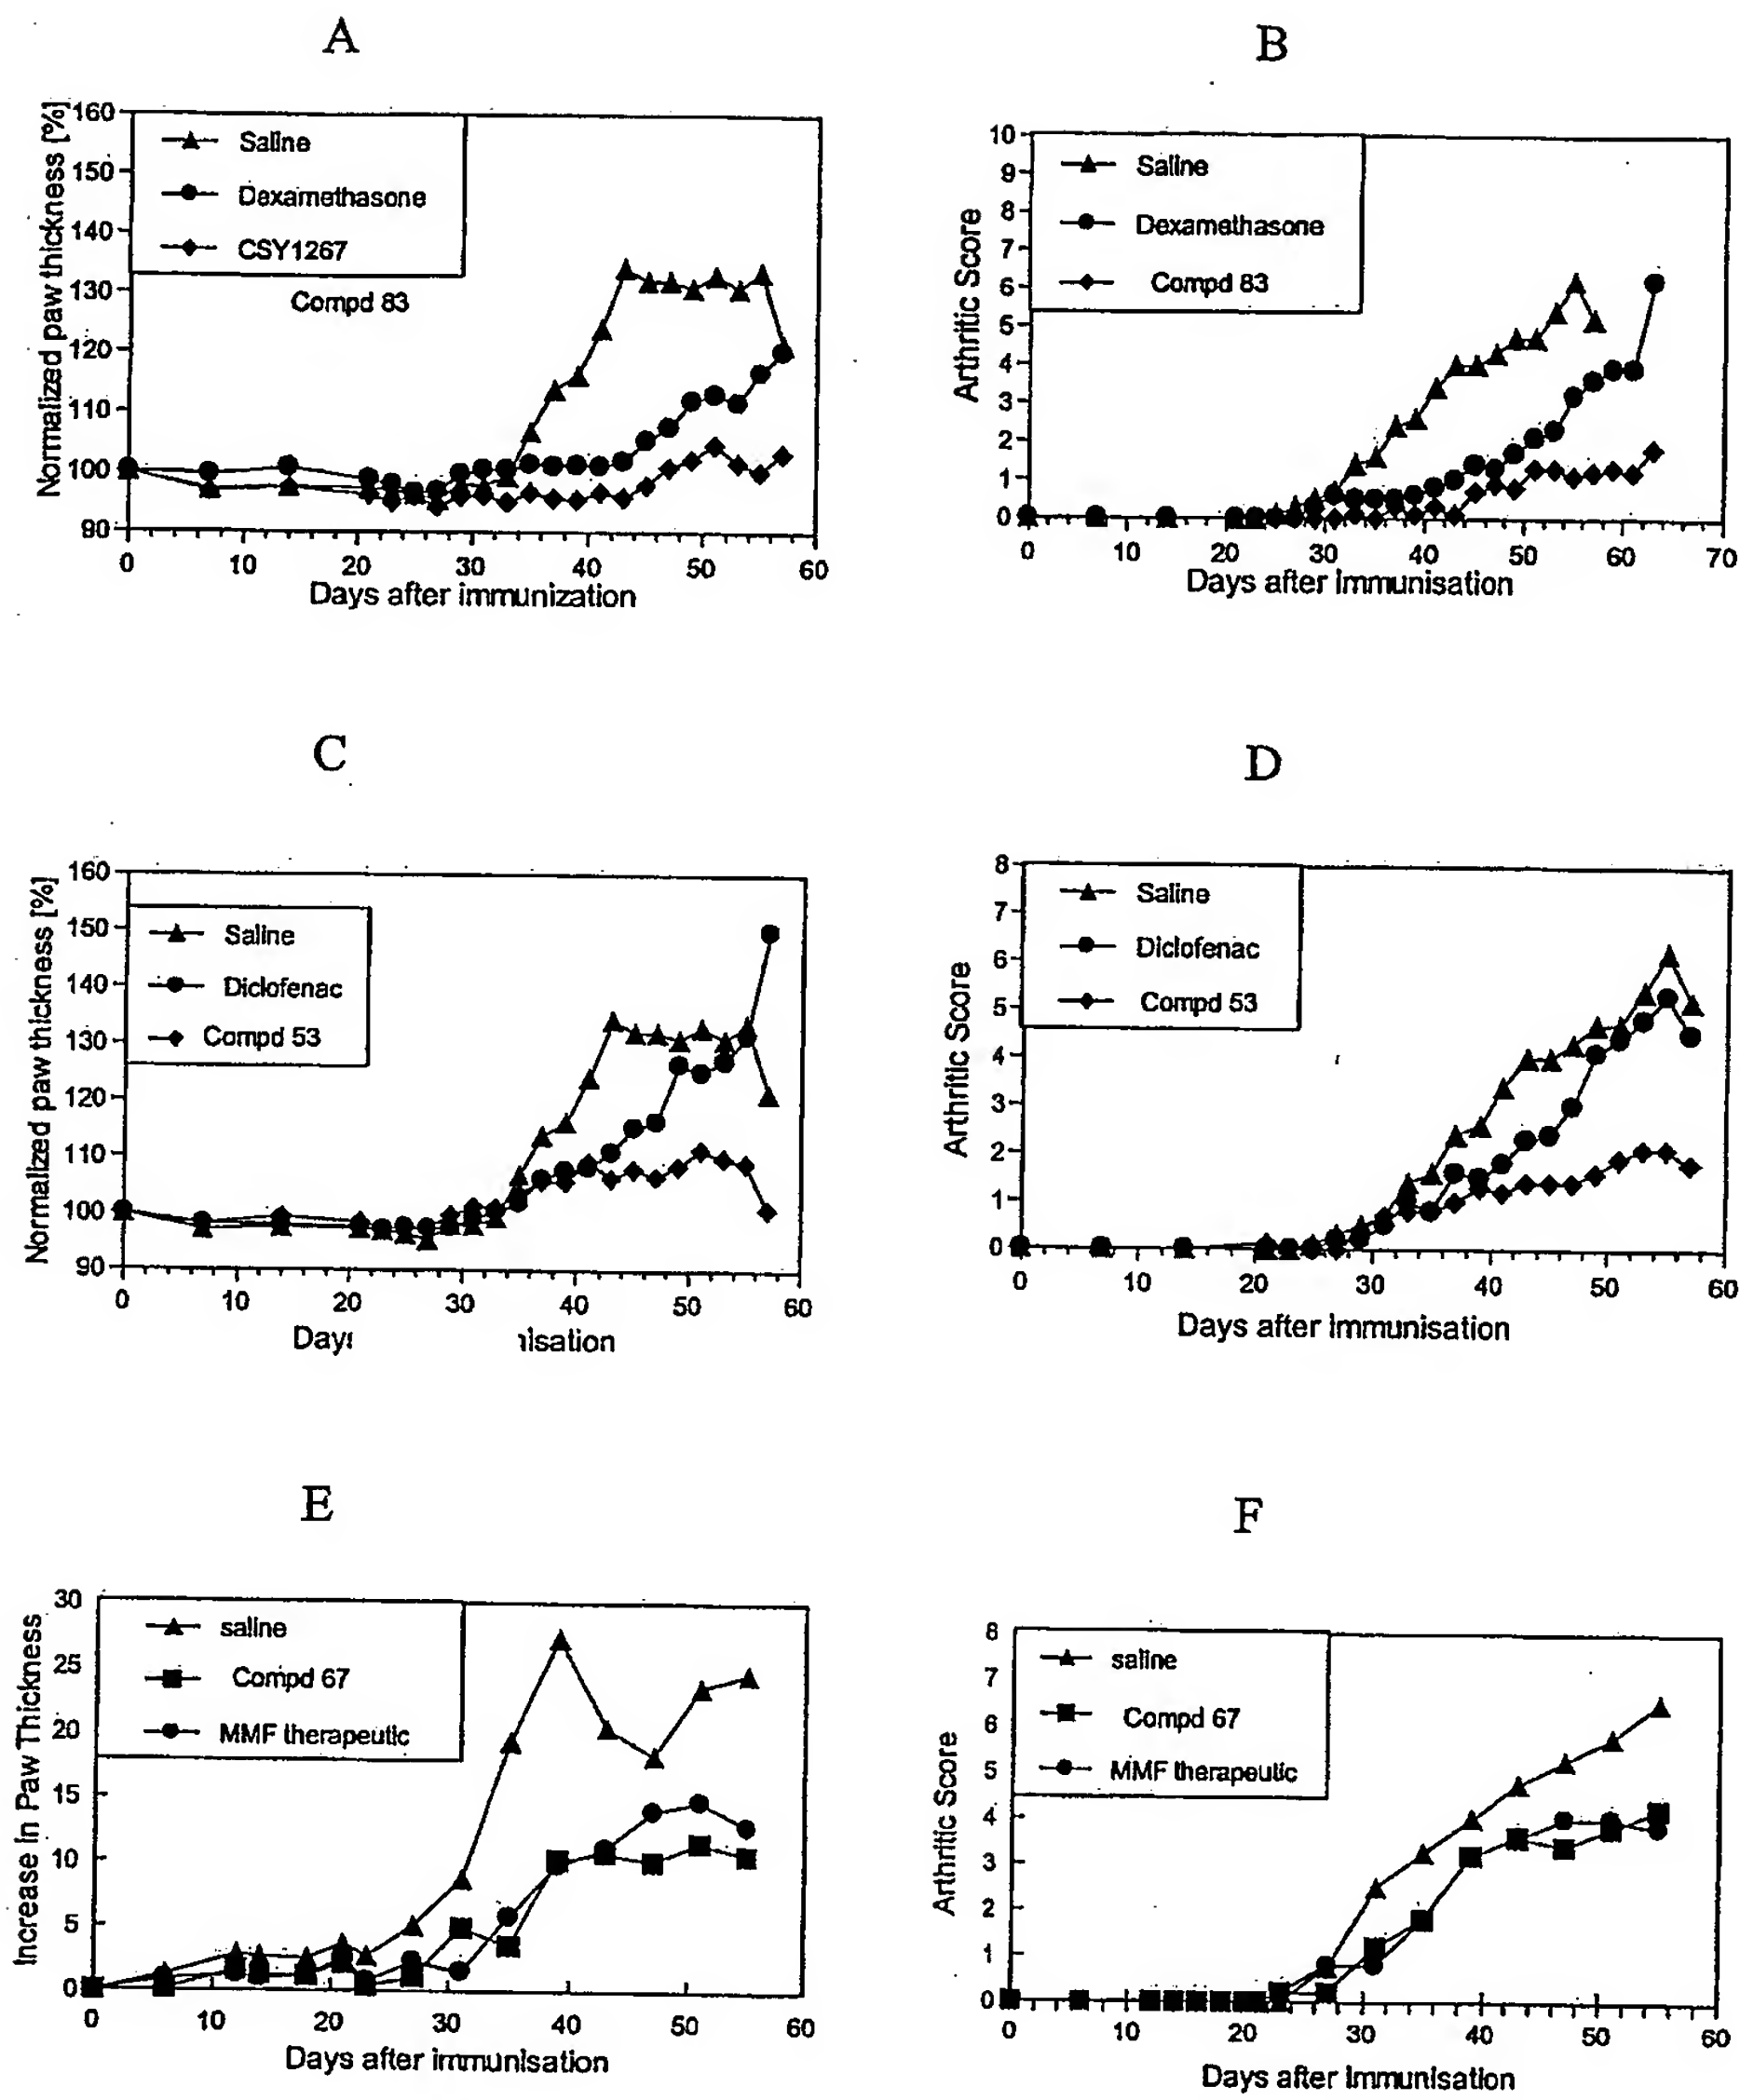 A
Normalized paw thickness [%]
160
150
140
130
120
110
100
90
Saline
Dexamethasone
CSY1267
Compd 83
0 10 20 30 40 50 60
Days after immunization
B
Arthritic Score
10
9
8
7
6
5
4
3
2
1
0
Saline
Dexamethasone
Compd 83
0 10 20 30 40 50 60 70
Days after Immunisation
C
Normalized paw thickness [%]
160
150
140
130
120
110
100
90
Saline
Diclofenac
Compd 53
0 10 20 30 40 50 60
Days nisation
D
Arthritic Score
8
7
6
5
4
3
2
1
0
Saline
Diclofenac
Compd 53
0 10 20 30 40 50 60
Days after Immunisation
E
Increase In Paw Thickness
30
25
20
15
10
5
0
saline
Compd 67
MMF therapeutic
0 10 20 30 40 50 60
Days after immunisation
F
Arthritic Score
8
7
6
5
4
3
2
1
0
saline
Compd 67
MMF therapeutic
0 10 20 30 40 50 60
Days after Immunisation